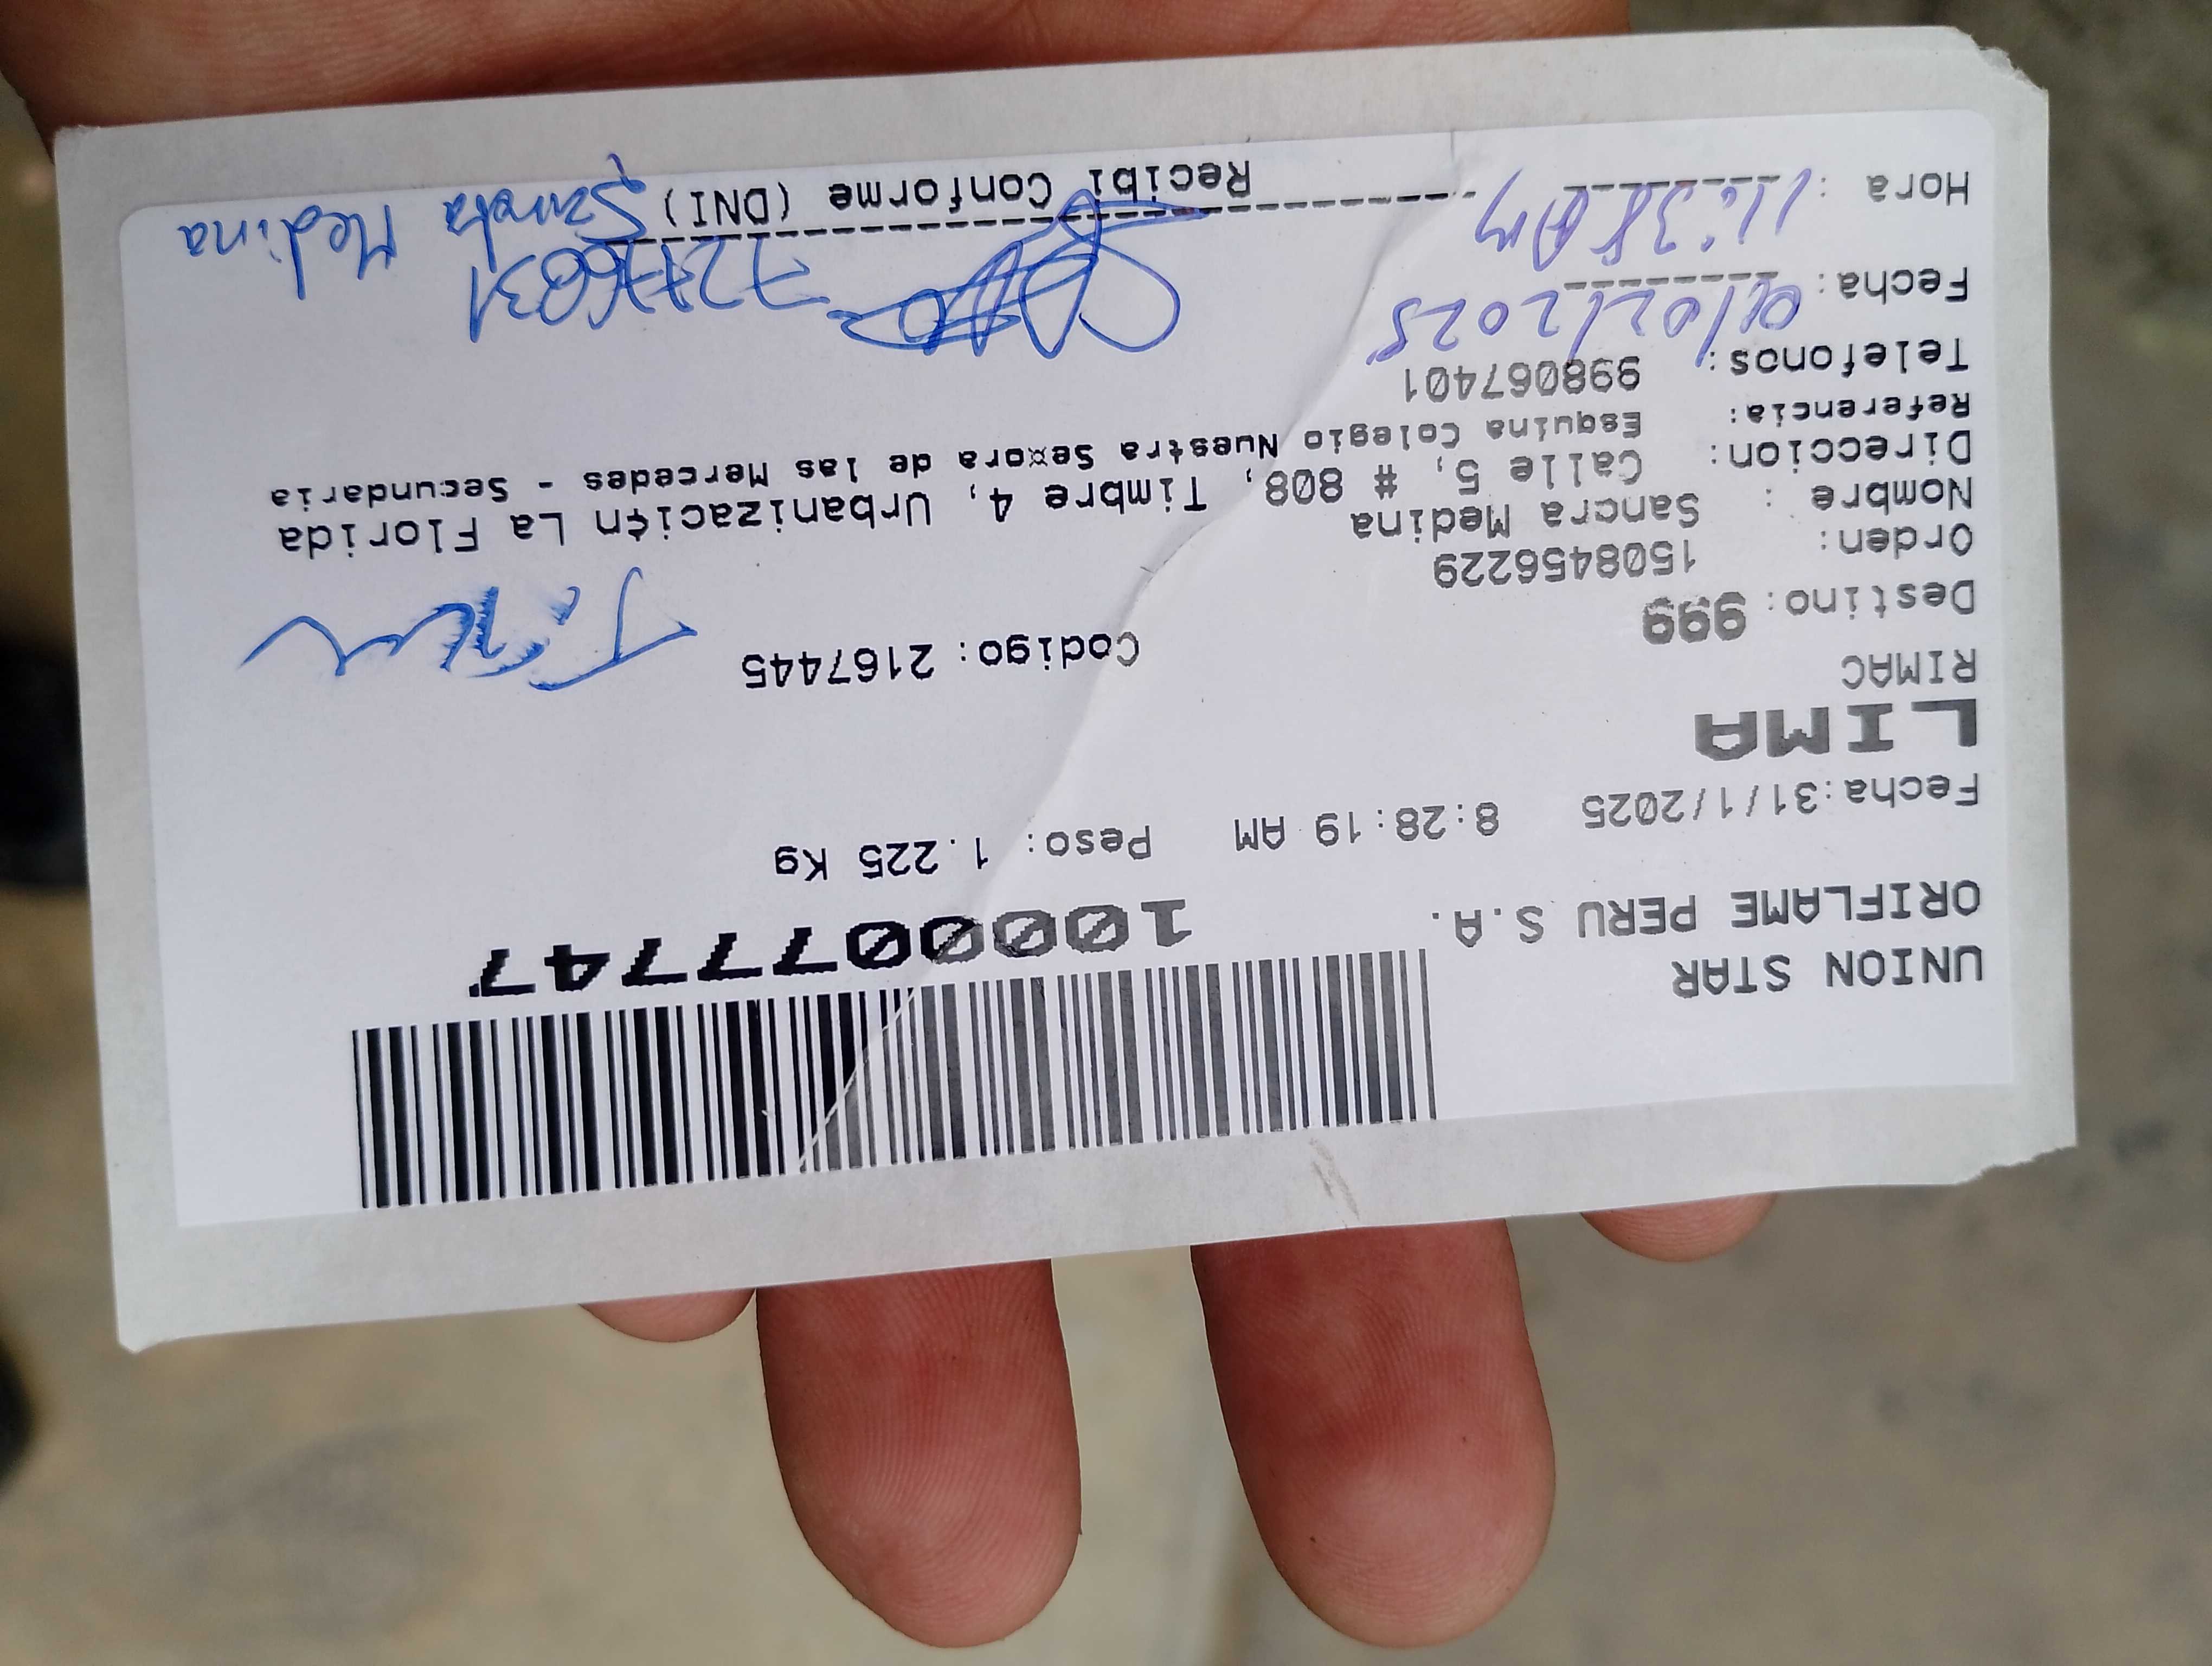 UNION STAR
ORIFLAME PERU S.A.
1000077747
Fecha:31/1/2025 8:28:19 AM Peso: 1.225 Kg
LIMA
RIMAC
Destino: 999 Codigo: 2167445
Orden: 1508456229
Nombre : Sancra Medina
Direccion: Calle 5, # 808, Timbre 4, Urbanizaci¢n La Florida
Referencia: Esquina Colegio Nuestra Se¤ora de las Mercedes - Secundaria
Telefonos: 998067401
Fecha: 01/02/2025
Hora : 11:38 AM
Recibi Conforme (DNI)
Medina